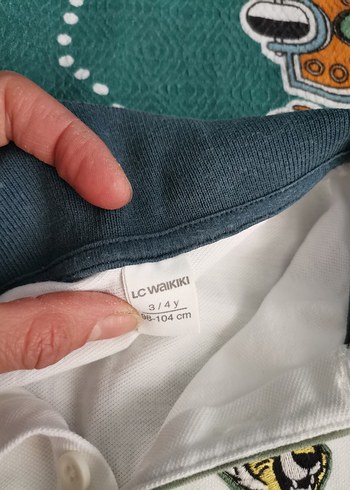 LC WAIKIKI
3 / 4 y
98-104 cm